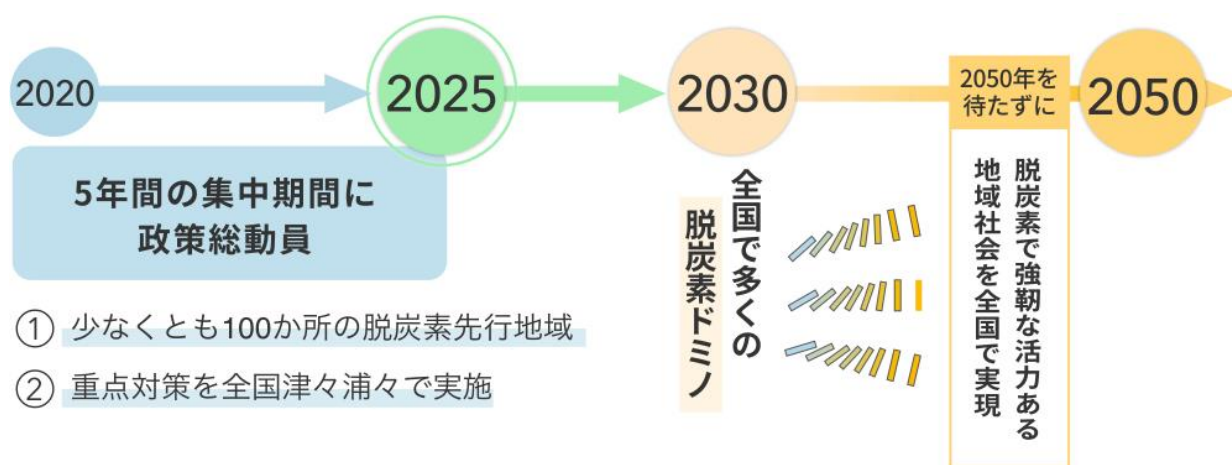 2020
2025
2030
2050年を
待たずに
2050
5年間の集中期間に
政策総動員
① 少なくとも100か所の脱炭素先行地域
② 重点対策を全国津々浦々で実施
全国で多くの
脱炭素ドミノ
脱炭素で強靭な活力ある
地域社会を全国で実現